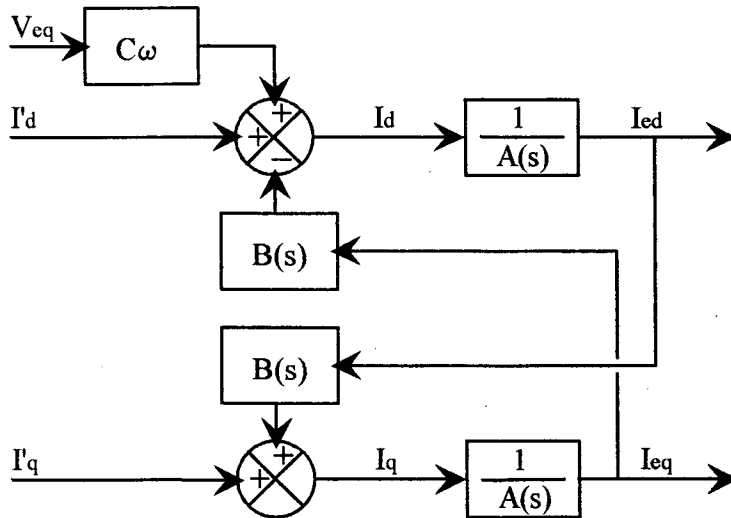 Veq
Cω
+
I'd
+
−
Id
1
A(s)
Ied
B(s)
B(s)
+
I'q
+
Iq
1
A(s)
Ieq